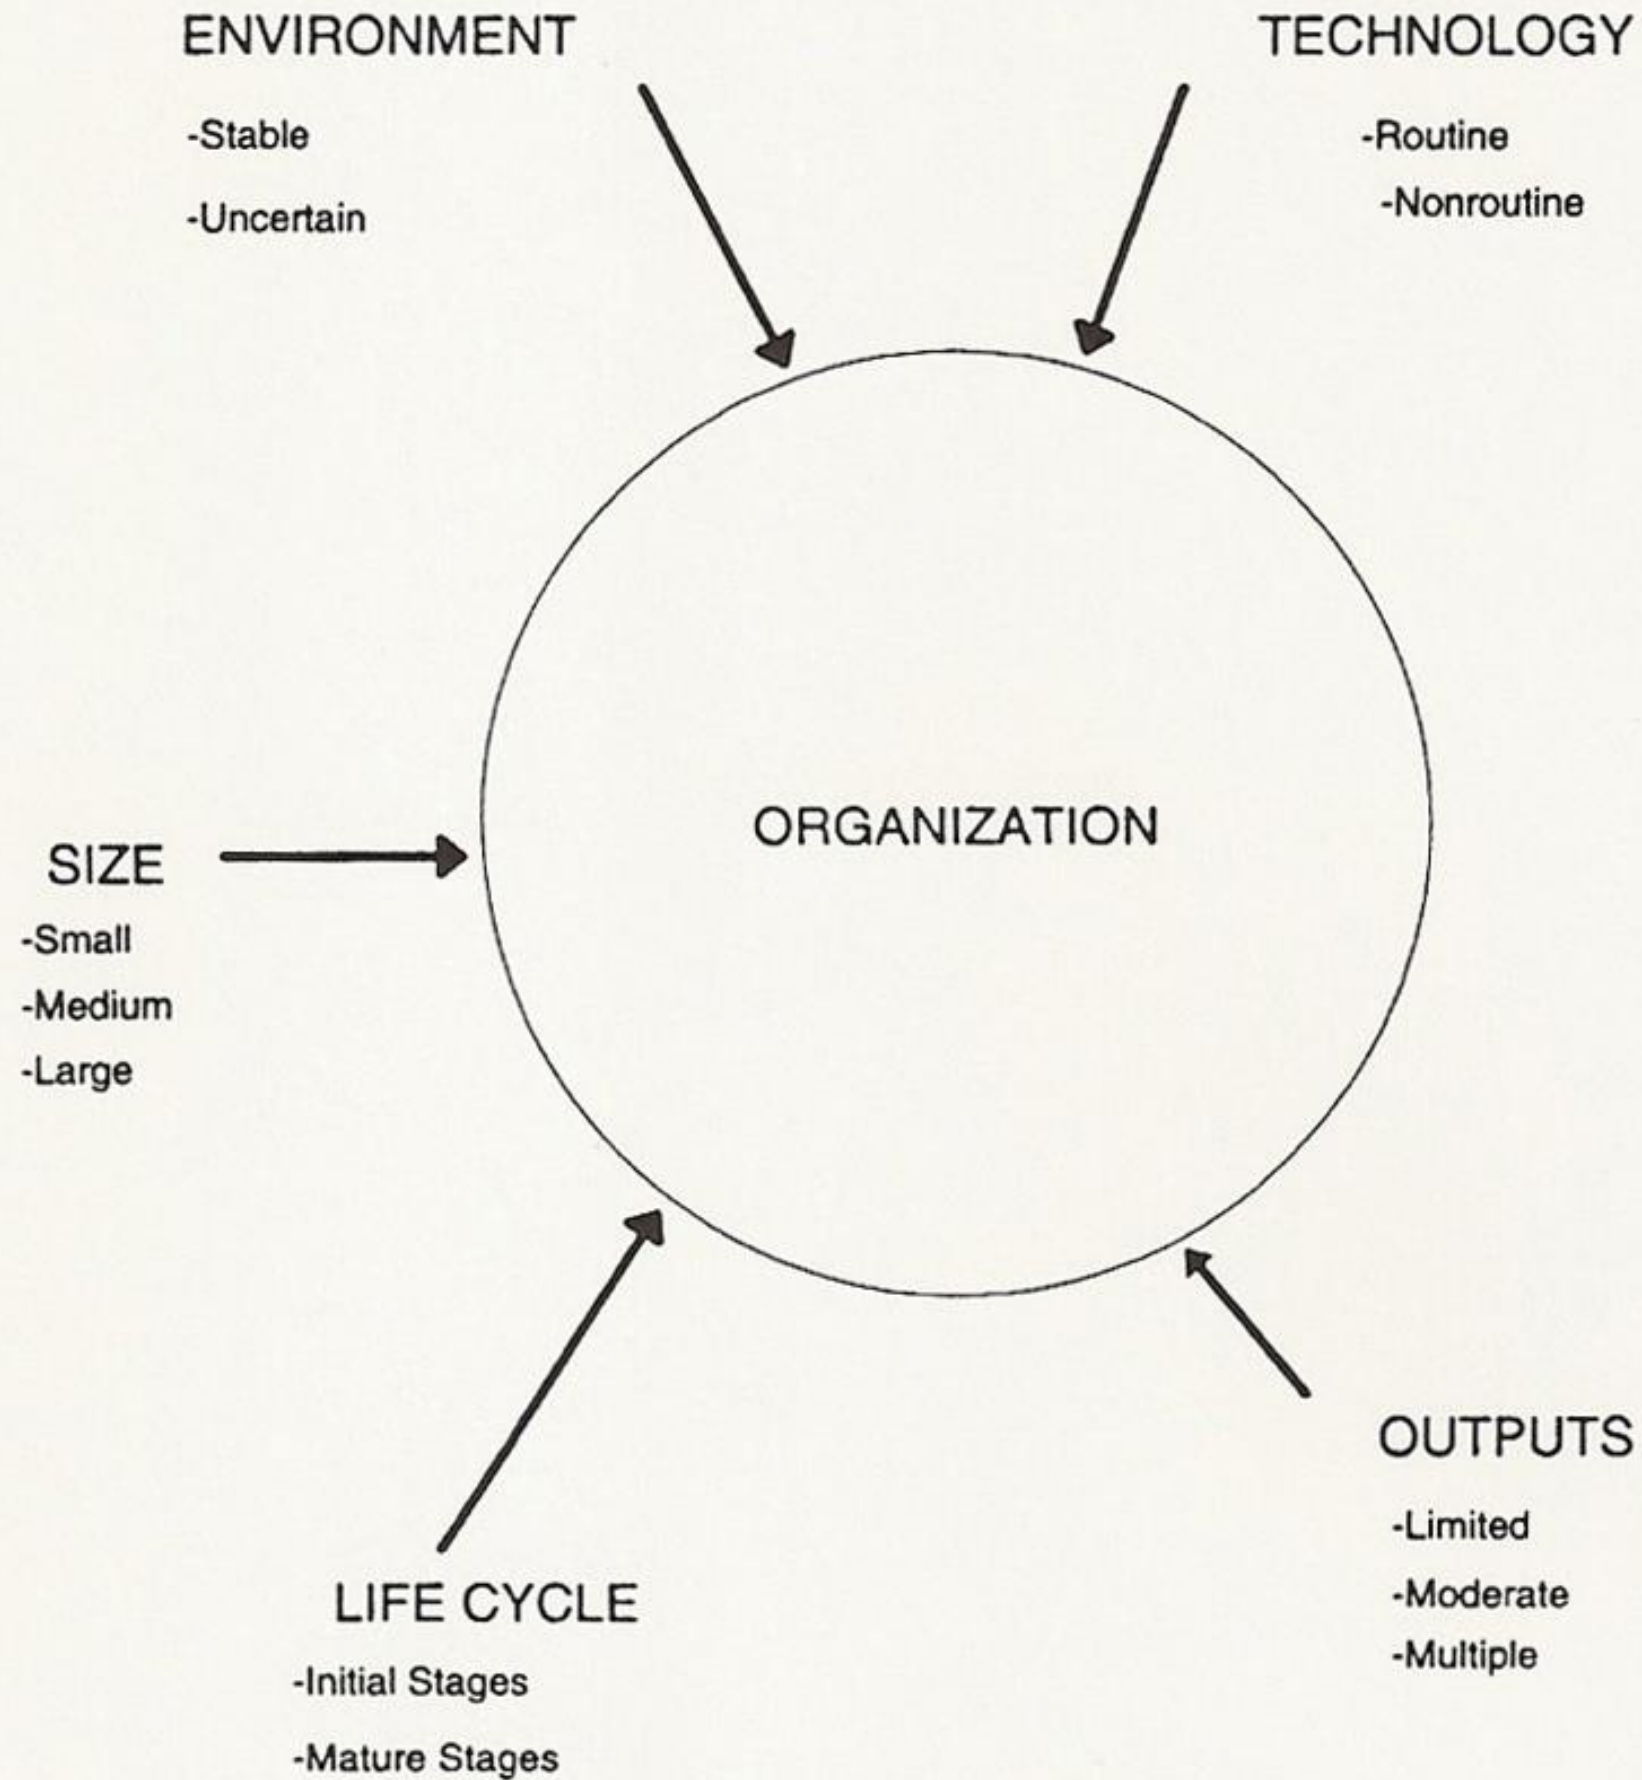 ENVIRONMENT
-Stable
-Uncertain
TECHNOLOGY
-Routine
-Nonroutine
ORGANIZATION
SIZE
-Small
-Medium
-Large
LIFE CYCLE
-Initial Stages
-Mature Stages
OUTPUTS
-Limited
-Moderate
-Multiple